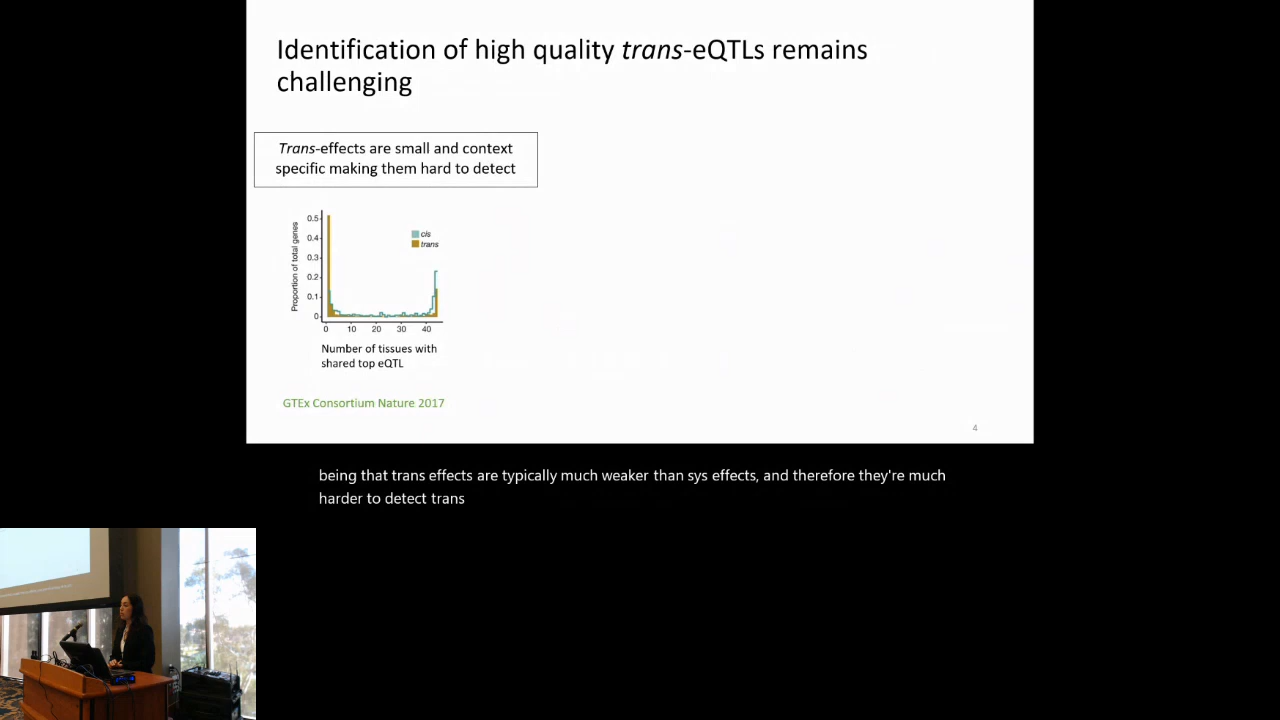 Identification of high quality trans-eQTLs remains
challenging
Trans-effects are small and context
specific making them hard to detect
Proportion of total genes
0.5
0.4
0.3
0.2
0.1
0
cis
trans
0 10 20 30 40
Number of tissues with
shared top eQTL
GTEx Consortium Nature 2017
4
being that trans effects are typically much weaker than sys effects, and therefore they're much
harder to detect trans